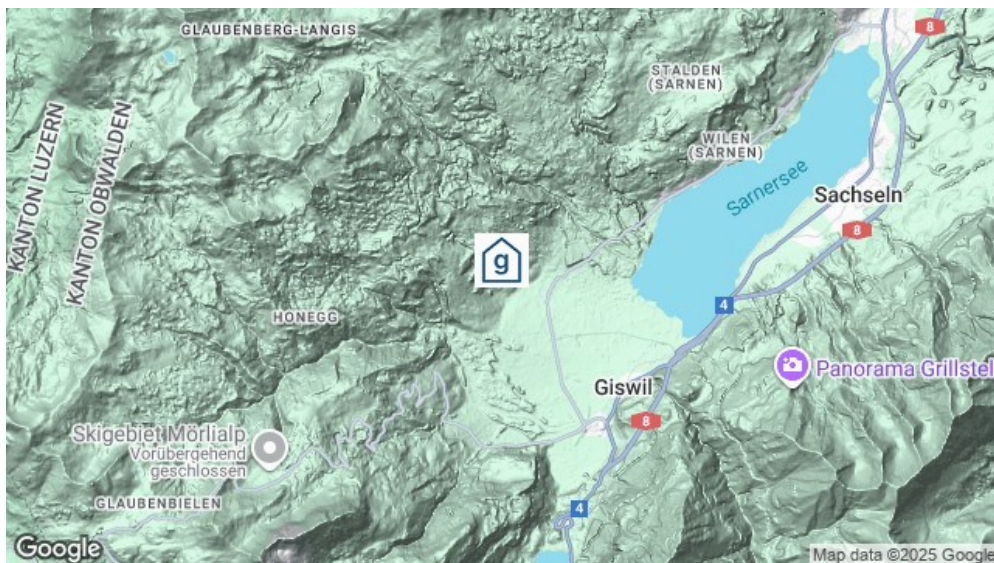 GLAUBENBERG-LANGIS
8
STALDEN
(SARNEN)
KANTON LUZERN
KANTON OBWALDEN
WILEN
(SARNEN)
Sarnersee
Sachseln
8
g
4
HONEGG
Panorama Grillstel
Giswil
8
Skigebiet Mörlialp
Vorübergehend
geschlossen
GLAUBENBIELEN
4
Google
Map data ©2025 Google